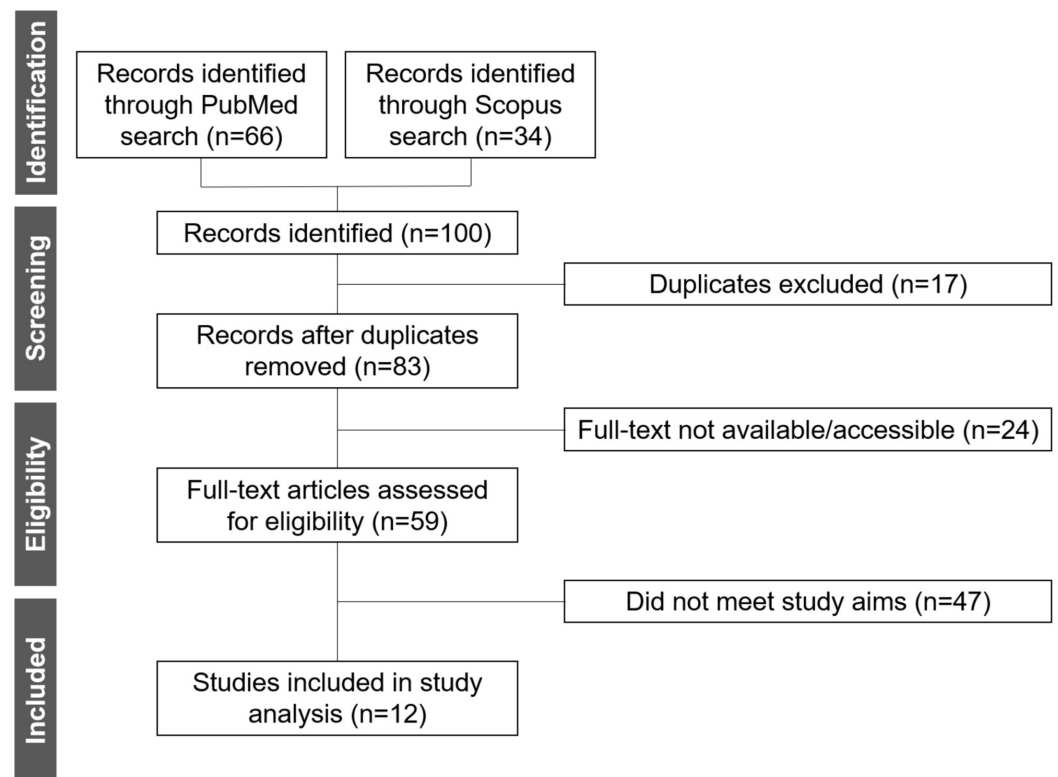 Identification
Records identified
through PubMed
search (n=66)
Records identified
through Scopus
search (n=34)
Screening
Records identified (n=100)
Duplicates excluded (n=17)
Records after duplicates
removed (n=83)
Eligibility
Full-text not available/accessible (n=24)
Full-text articles assessed
for eligibility (n=59)
Included
Did not meet study aims (n=47)
Studies included in study
analysis (n=12)